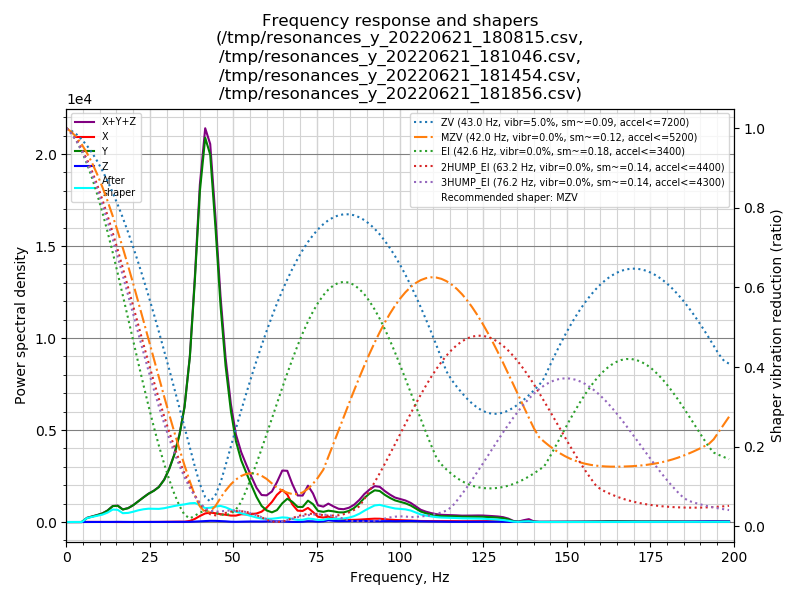 Frequency response and shapers
(/tmp/resonances_y_20220621_180815.csv,
/tmp/resonances_y_20220621_181046.csv,
/tmp/resonances_y_20220621_181454.csv,
/tmp/resonances_y_20220621_181856.csv)
1e4
X+Y+Z
X
Y
Z
After
shaper
ZV (43.0 Hz, vibr=5.0%, sm~=0.09, accel<=7200)
MZV (42.0 Hz, vibr=0.0%, sm~=0.12, accel<=5200)
EI (42.6 Hz, vibr=0.0%, sm~=0.18, accel<=3400)
2HUMP_EI (63.2 Hz, vibr=0.0%, sm~=0.14, accel<=4400)
3HUMP_EI (76.2 Hz, vibr=0.0%, sm~=0.14, accel<=4300)
Recommended shaper: MZV
Power spectral density
2.0
1.5
1.0
0.5
0.0
Shaper vibration reduction (ratio)
1.0
0.8
0.6
0.4
0.2
0.0
0 25 50 75 100 125 150 175 200
Frequency, Hz